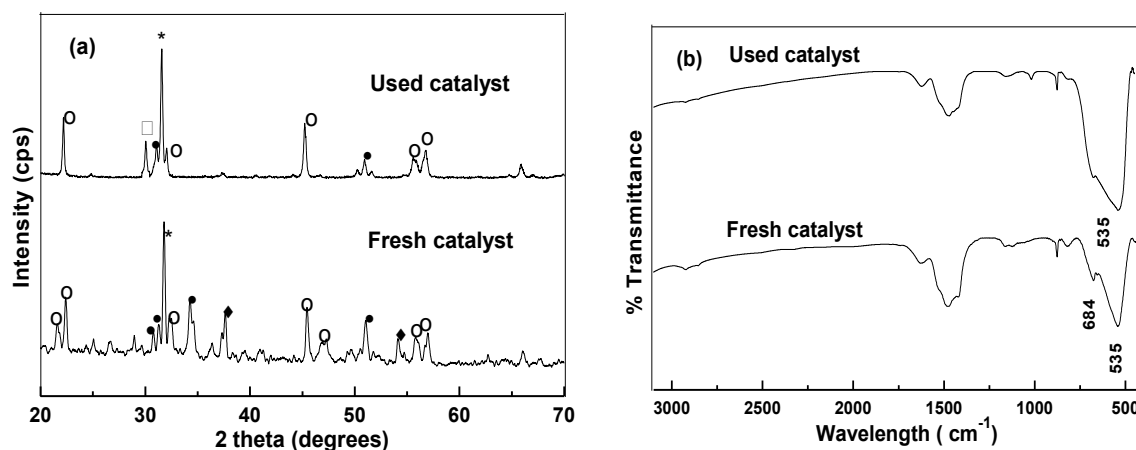 (a)
*
Used catalyst
O
□
●
O
O
●
O
O
Fresh catalyst
*
O
O
●
●
O
●
♦
O
O
●
♦
O
O
Intensity (cps)
20 30 40 50 60 70
2 theta (degrees)
(b)
Used catalyst
535
Fresh catalyst
684
535
% Transmittance
3000 2500 2000 1500 1000 500
Wavelength ( cm-1)